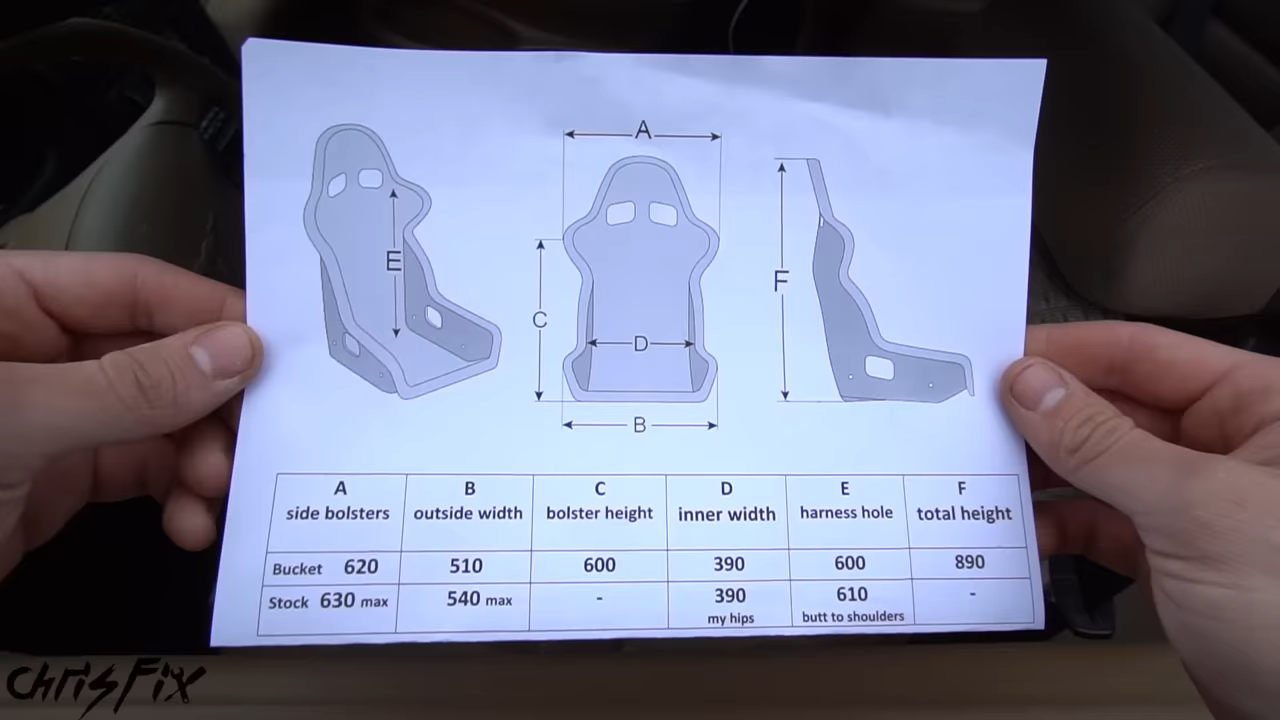 A
E
C
D
B
F
A B C D E F
side bolsters outside width bolster height inner width harness hole total height
Bucket 620 510 600 390 600 890
Stock 630 max 540 max - 390 610 -
my hips butt to shoulders
ChrisFix